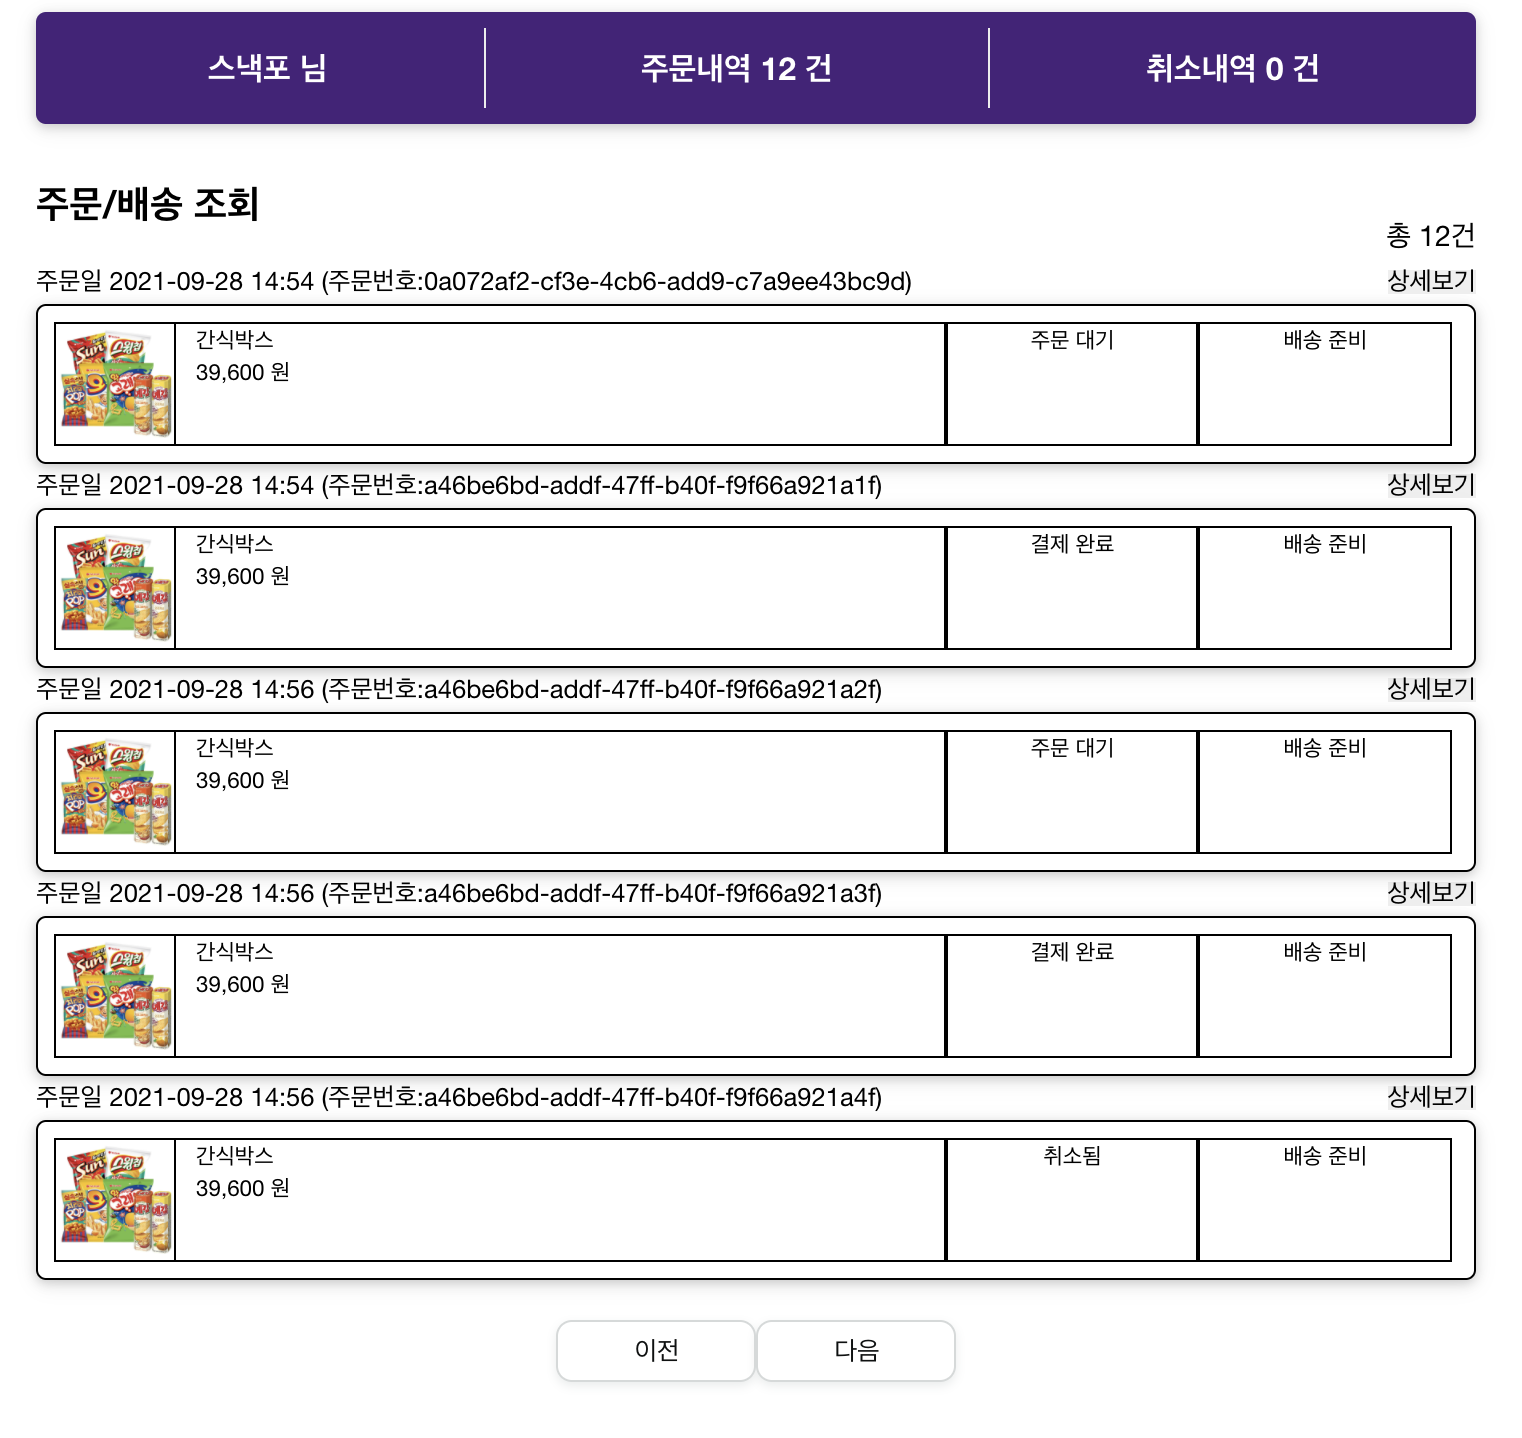 스낵포 님
주문내역 12 건
취소내역 0 건
주문/배송 조회
총 12건
주문일 2021-09-28 14:54 (주문번호:0a072af2-cf3e-4cb6-add9-c7a9ee43bc9d)
상세보기
간식박스
39,600 원
주문 대기
배송 준비
주문일 2021-09-28 14:54 (주문번호:a46be6bd-addf-47ff-b40f-f9f66a921a1f)
상세보기
간식박스
39,600 원
결제 완료
배송 준비
주문일 2021-09-28 14:56 (주문번호:a46be6bd-addf-47ff-b40f-f9f66a921a2f)
상세보기
간식박스
39,600 원
주문 대기
배송 준비
주문일 2021-09-28 14:56 (주문번호:a46be6bd-addf-47ff-b40f-f9f66a921a3f)
상세보기
간식박스
39,600 원
결제 완료
배송 준비
주문일 2021-09-28 14:56 (주문번호:a46be6bd-addf-47ff-b40f-f9f66a921a4f)
상세보기
간식박스
39,600 원
취소됨
배송 준비
이전
다음